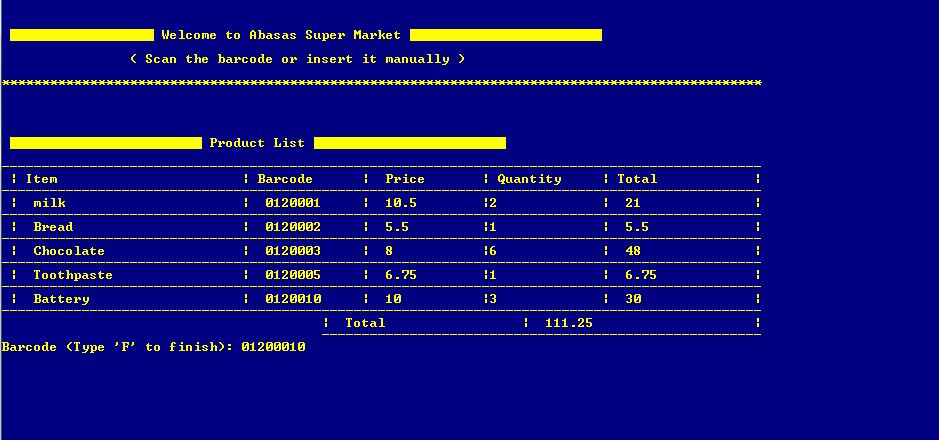 Welcome to Abasas Super Market
( Scan the barcode or insert it manually )
***********************************************************************************************
Product List
| Item | Barcode | Price | Quantity | Total |
| milk | 0120001 | 10.5 |2 | 21 |
| Bread | 0120002 | 5.5 |1 | 5.5 |
| Chocolate | 0120003 | 8 |6 | 48 |
| Toothpaste | 0120005 | 6.75 |1 | 6.75 |
| Battery | 0120010 | 10 |3 | 30 |
| Total | 111.25 |
Barcode (Type 'F' to finish): 01200010